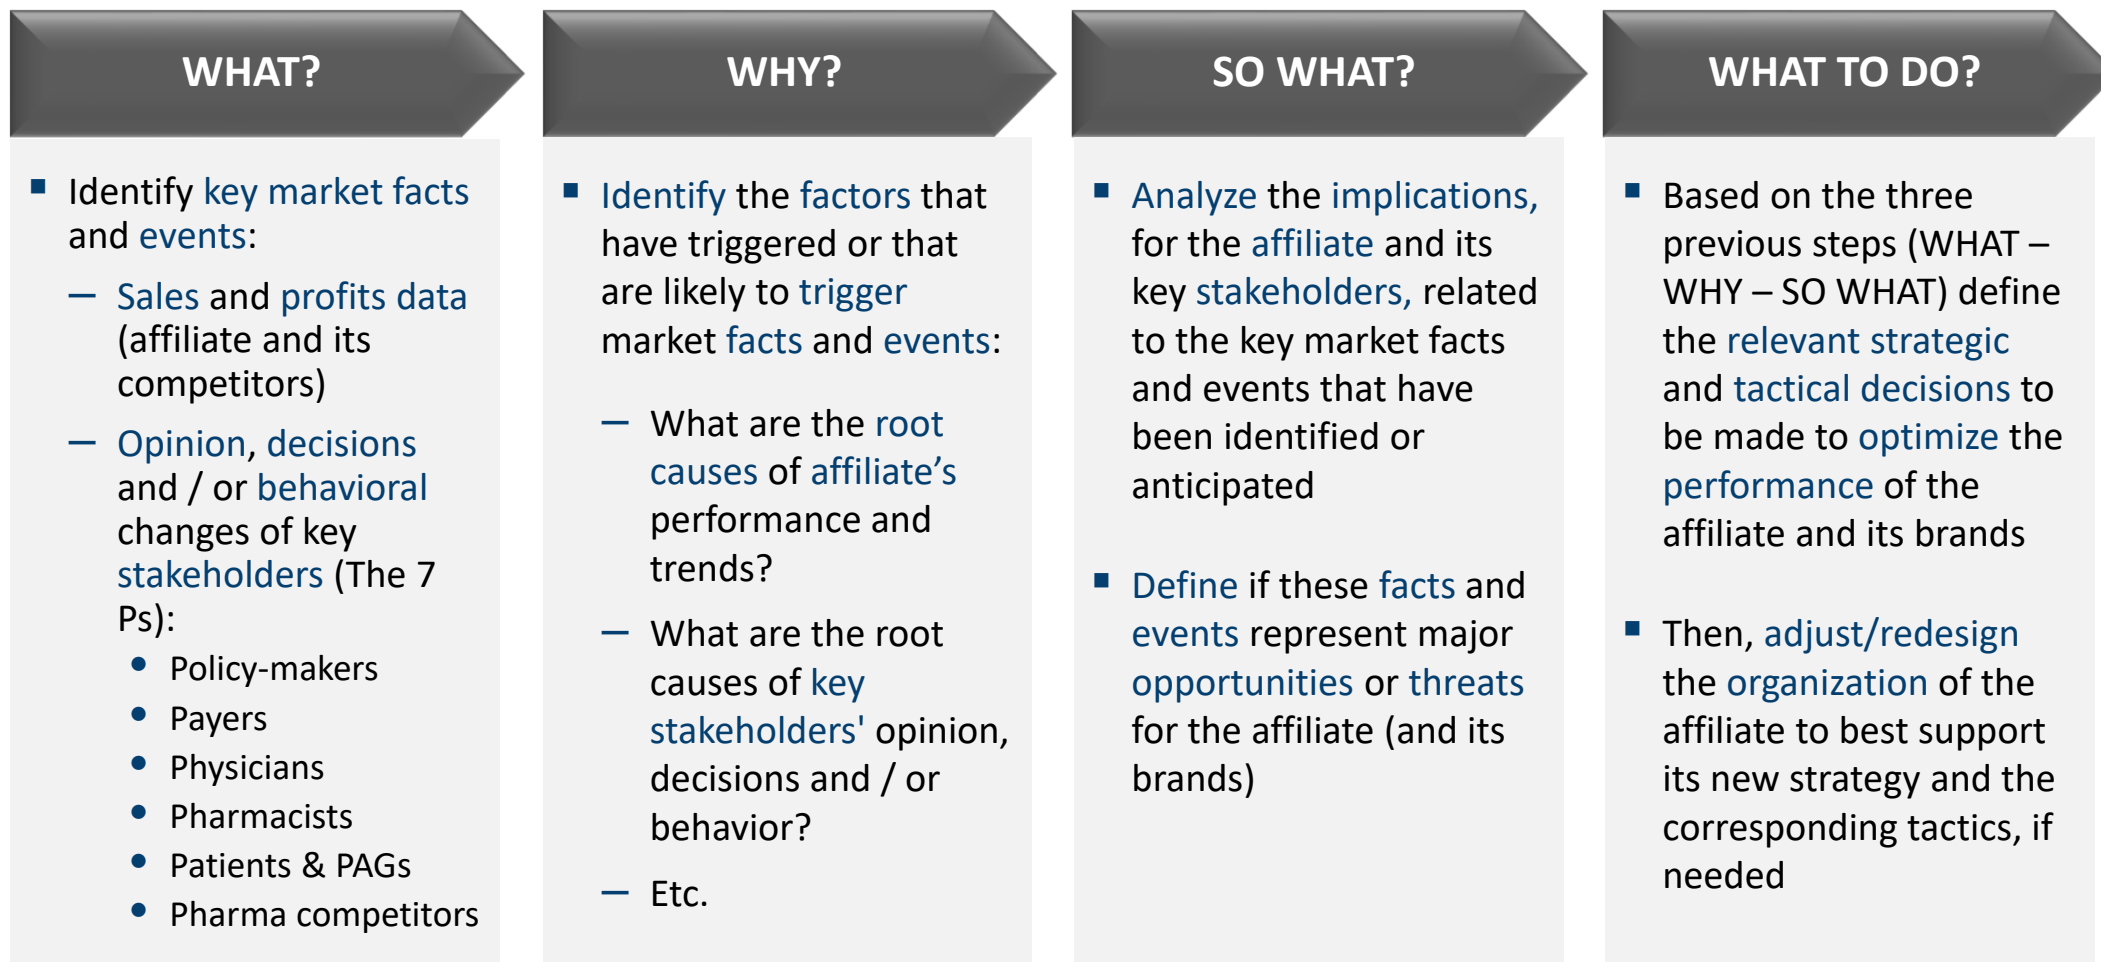 WHAT?
Identify key market facts
and events:
— Sales and profits data
(affiliate and its
competitors)
— Opinion, decisions
and / or behavioral
changes of key
stakeholders (The 7
Ps):
• Policy-makers
• Payers
• Physicians
• Pharmacists
• Patients & PAGs
• Pharma competitors
WHY?
Identify the factors that
have triggered or that
are likely to trigger
market facts and events:
— What are the root
causes of affiliate’s
performance and
trends?
— What are the root
causes of key
stakeholders' opinion,
decisions and / or
behavior?
— Etc.
SO WHAT?
Analyze the implications,
for the affiliate and its
key stakeholders, related
to the key market facts
and events that have
been identified or
anticipated
Define if these facts and
events represent major
opportunities or threats
for the affiliate (and its
brands)
WHAT TO DO?
Based on the three
previous steps (WHAT –
WHY – SO WHAT) define
the relevant strategic
and tactical decisions to
be made to optimize the
performance of the
affiliate and its brands
Then, adjust/redesign
the organization of the
affiliate to best support
its new strategy and the
corresponding tactics, if
needed